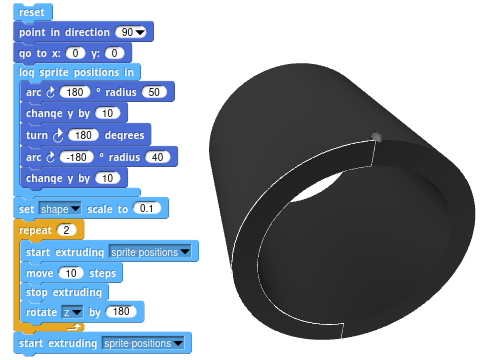 reset
point in direction 90
go to x: 0 y: 0
log sprite positions in
arc 180 ° radius 50
change y by 10
turn 180 degrees
arc -180 ° radius 40
change y by 10
set shape scale to 0.1
repeat 2
start extruding sprite positions
move 10 steps
stop extruding
rotate z by 180
start extruding sprite positions